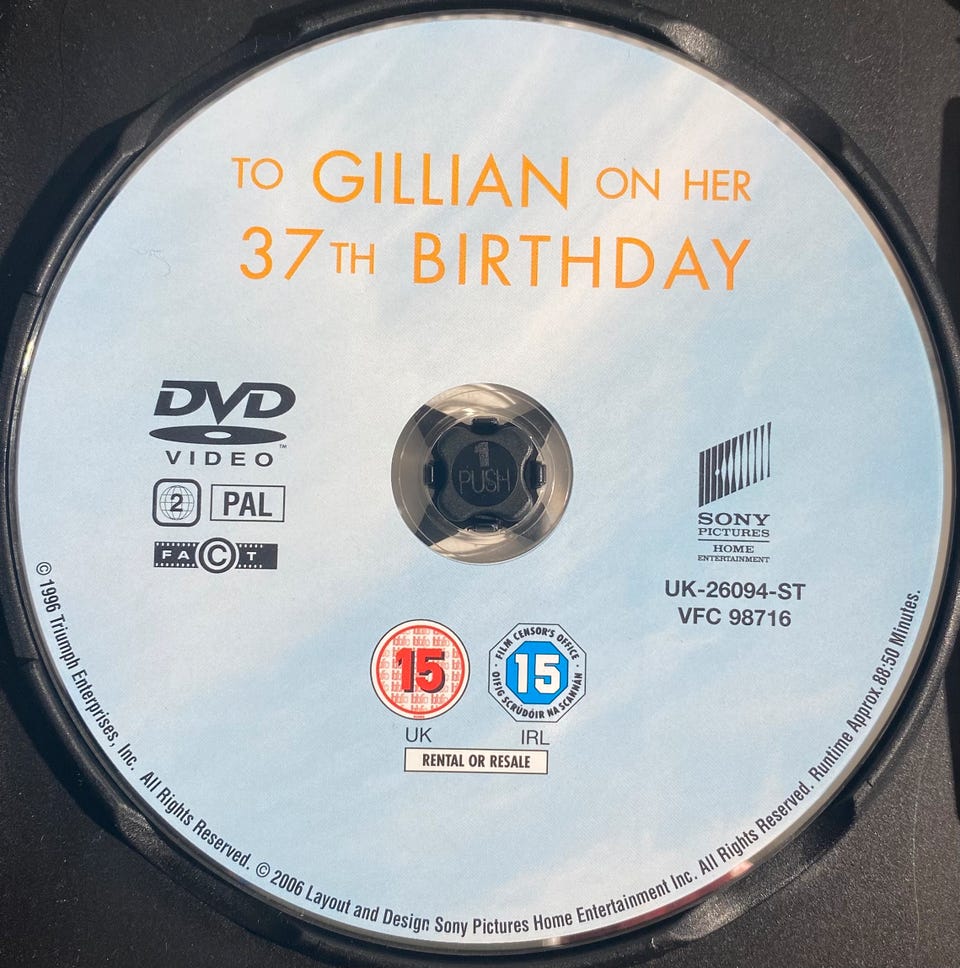 TO GILLIAN ON HER
37TH BIRTHDAY
DVD
VIDEO
™
2 PAL
FA C T
1
PUSH
SONY
PICTURES
HOME
ENTERTAINMENT
UK-26094-ST
VFC 98716
15
· FILM CENSOR'S OFFICE ·
15
OIFIG SCRÚDÓIR NA SCANNÁN
UK IRL
RENTAL OR RESALE
© 1996 Triumph Enterprises, Inc. All Rights Reserved. © 2006 Layout and Design Sony Pictures Home Entertainment Inc. All Rights Reserved. Runtime Approx. 88:50 Minutes.